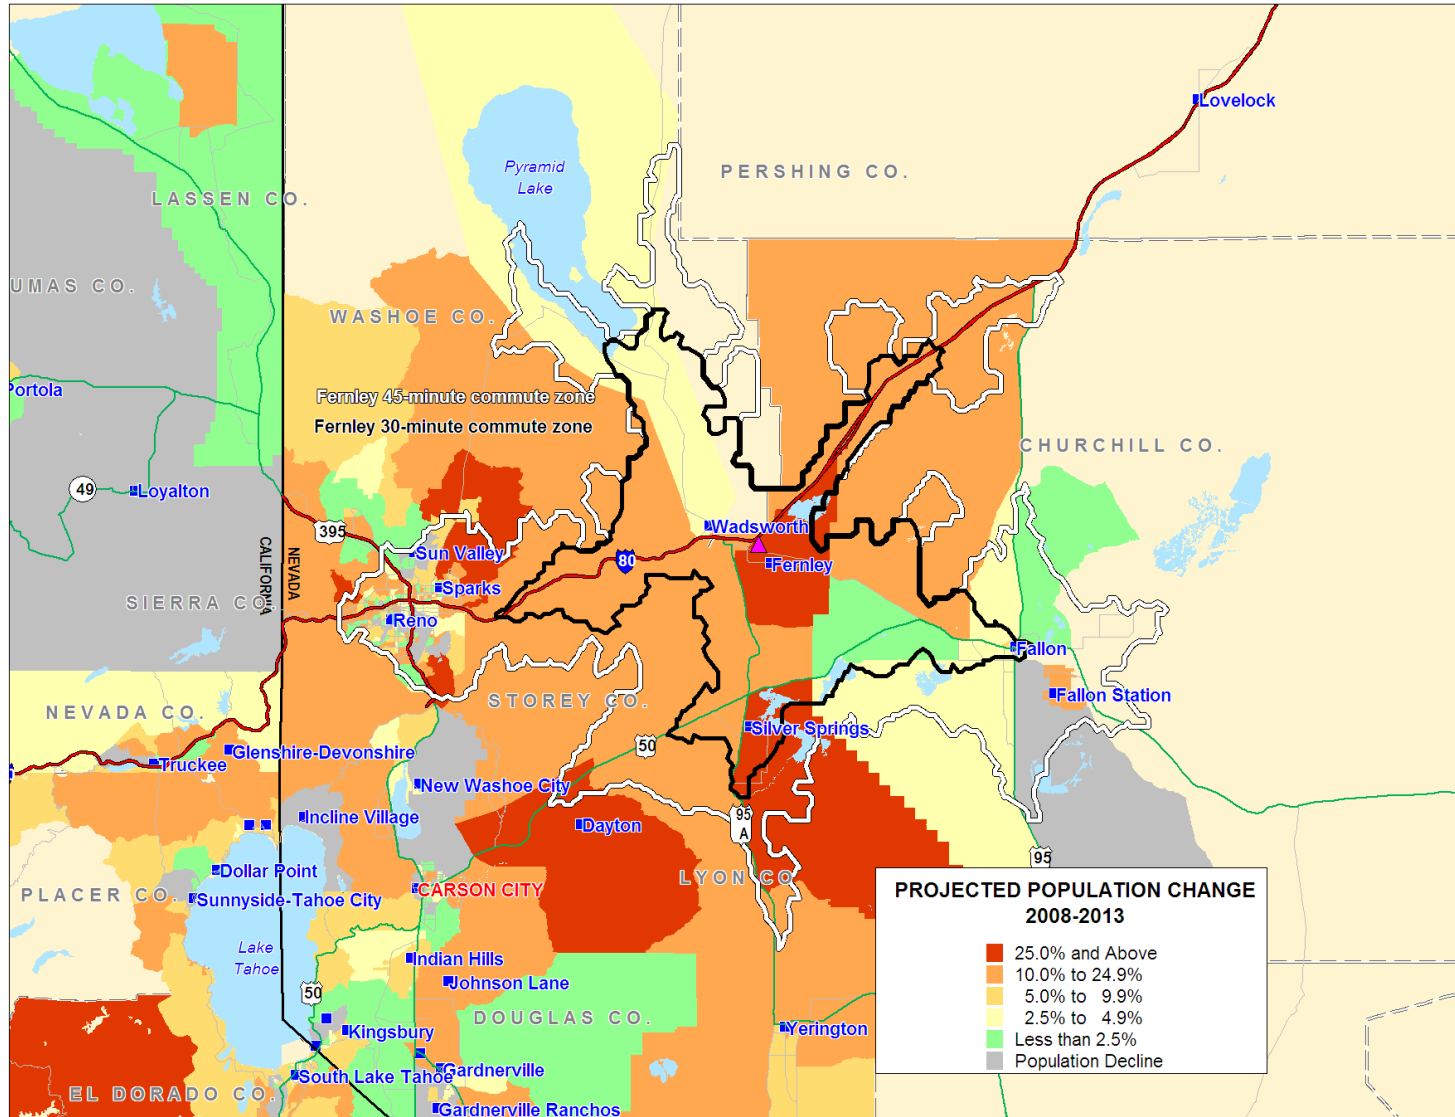 Lovelock
Pyramid
Lake
PERSHING CO.
LASSEN CO.
UMAS CO.
WASHOE CO.
Portola
Fernley 45-minute commute zone
Fernley 30-minute commute zone
CHURCHILL CO.
49
Loyalton
395
Wadsworth
CALIFORNIA
NEVADA
Sun Valley
80
Fernley
Sparks
SIERRA CO.
Reno
Fallon
Fallon Station
STOREY CO.
NEVADA CO.
Silver Springs
50
Glenshire-Devonshire
Truckee
New Washoe City
Incline Village
Dayton
95
A
95
Dollar Point
LYON CO
CARSON CITY
PLACER CO.
Sunnyside-Tahoe City
Lake
Tahoe
Indian Hills
Johnson Lane
50
DOUGLAS CO.
Kingsbury
Yerington
South Lake Tahoe
Gardnerville
EL DORADO CO.
Gardnerville Ranchos
PROJECTED POPULATION CHANGE
2008-2013
25.0% and Above
10.0% to 24.9%
5.0% to 9.9%
2.5% to 4.9%
Less than 2.5%
Population Decline